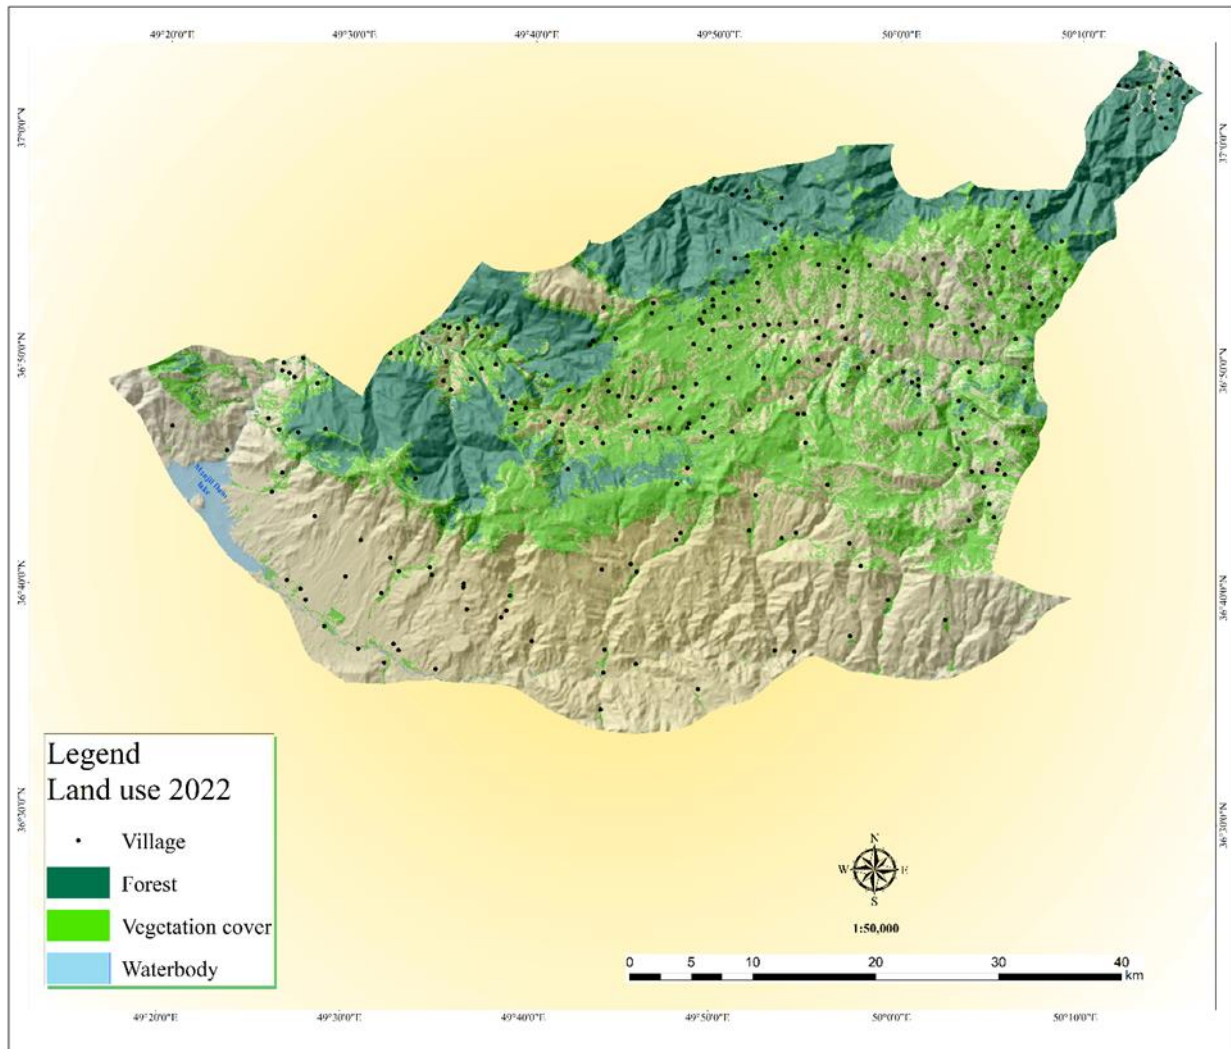 49°20'0"E 49°30'0"E 49°40'0"E 49°50'0"E 50°0'0"E 50°10'0"E
37°0'0"N
37°0'0"N
36°50'0"N
36°50'0"N
Manjil Dam
lake
36°40'0"N
36°40'0"N
36°30'0"N
36°30'0"N
Legend
Land use 2022
Village
Forest
Vegetation cover
Waterbody
N
W E
S
1:50,000
0 5 10 20 30 40
km
49°20'0"E 49°30'0"E 49°40'0"E 49°50'0"E 50°0'0"E 50°10'0"E